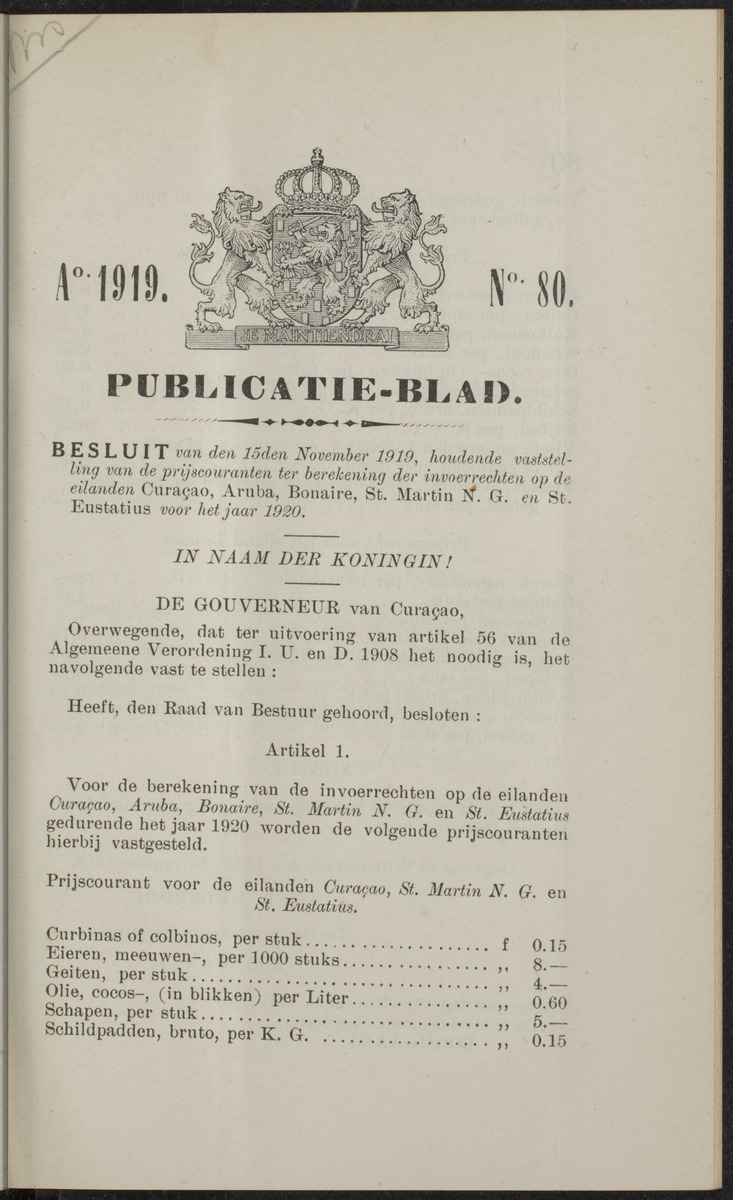 Aº. 1919.
Nº. 80.
JE MAINTIENDRAI
PUBLICATIE-BLAD.
BESLUIT van den 15den November 1919, houdende vaststel-
ling van de prijscouranten ter berekening der invoerrechten op de
eilanden Curaçao, Aruba, Bonaire, St. Martin N. G. en St.
Eustatius voor het jaar 1920.
IN NAAM DER KONINGIN!
DE GOUVERNEUR van Curaçao,
Overwegende, dat ter uitvoering van artikel 56 van de
Algemeene Verordening I. U. en D. 1908 het noodig is, het
navolgende vast te stellen :
Heeft, den Raad van Bestuur gehoord, besloten :
Artikel 1.
Voor de berekening van de invoerrechten op de eilanden
Curaçao, Aruba, Bonaire, St. Martin N. G. en St. Eustatius
gedurende het jaar 1920 worden de volgende prijscouranten
hierbij vastgesteld.
Prijscourant voor de eilanden Curaçao, St. Martin N. G. en
St. Eustatius.
Curbinas of colbinos, per stuk..................... f 0.15
Eieren, meeuwen-, per 1000 stuks................ ,, 8.—
Geiten, per stuk.................................. ,, 4.—
Olie, cocos-, (in blikken) per Liter............... ,, 0.60
Schapen, per stuk................................. ,, 5.—
Schildpadden, bruto, per K. G. ................... ,, 0.15